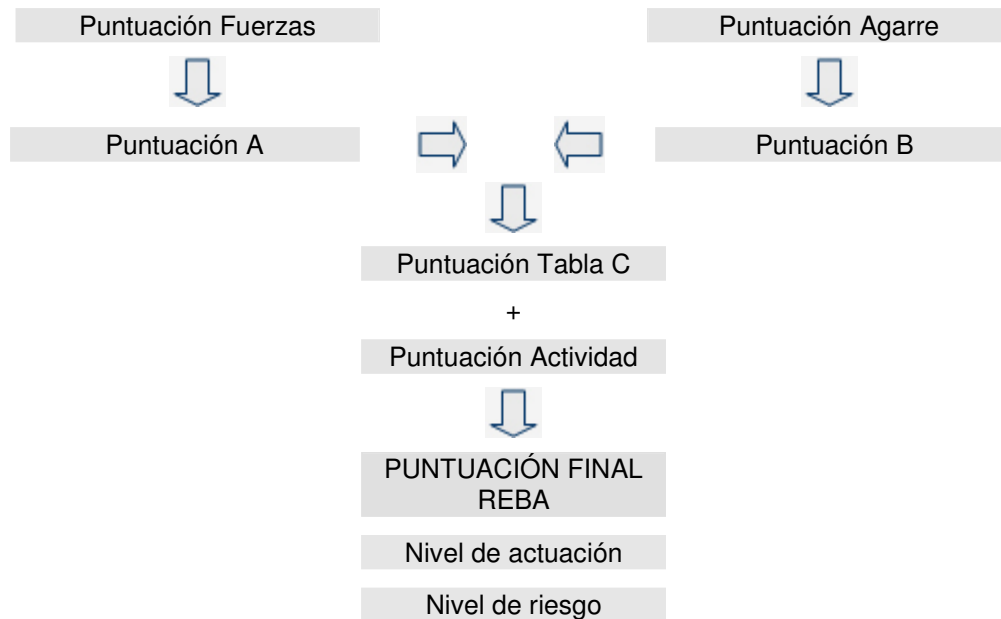 Puntuación Fuerzas
Puntuación Agarre
Puntuación A
Puntuación B
Puntuación Tabla C
+
Puntuación Actividad
PUNTUACIÓN FINAL
REBA
Nivel de actuación
Nivel de riesgo